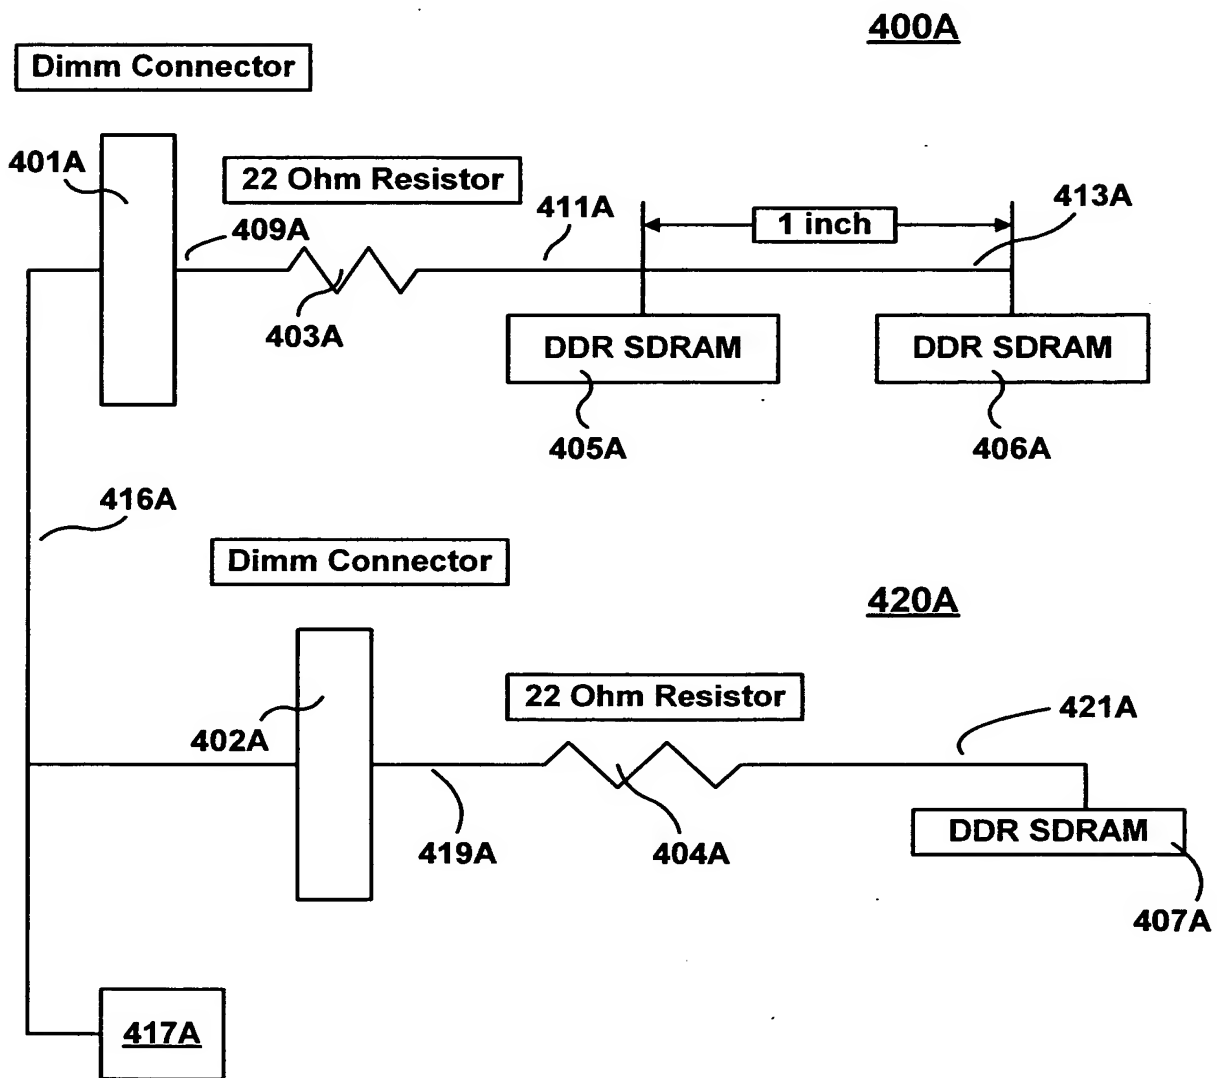 400A
Dimm Connector
401A
22 Ohm Resistor
409A
411A
1 inch
413A
403A
DDR SDRAM
DDR SDRAM
405A
406A
416A
Dimm Connector
420A
22 Ohm Resistor
402A
421A
419A
404A
DDR SDRAM
407A
417A